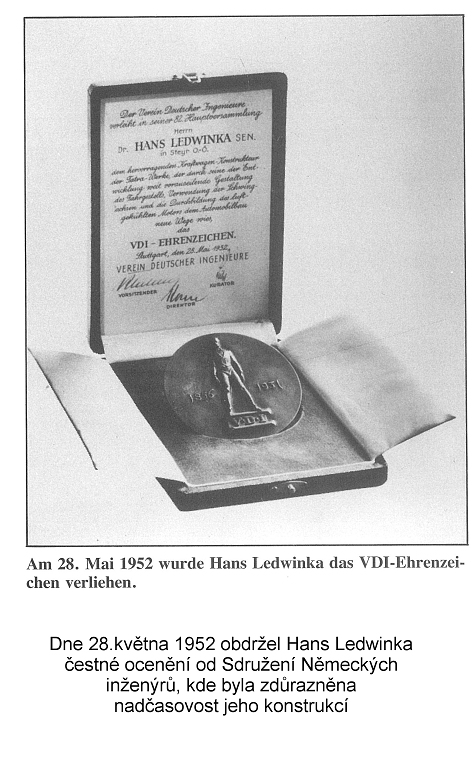 Der Verein Deutscher Ingenieure
verleiht in seiner 82. Hauptversammlung
Herrn
Dr. HANS LEDWINKA SEN.
in Steyr O-Ö.
dem hervorragenden Kraftwagen-Konstrukteur
der Tatra-Werke, der durch seine der Ent-
wicklung weit vorauseilende Gestaltung
des Fahrgestells, Verwendung der Schwing-
achsen und die Durchbildung des luft-
gekühlten Motors dem Automobilbau
neue Wege wies,
das
VDI - EHRENZEICHEN.
Stuttgart, den 28. Mai 1952.
VEREIN DEUTSCHER INGENIEURE
VORSITZENDER
KURATOR
DIREKTOR
1856 1931
VDI
Am 28. Mai 1952 wurde Hans Ledwinka das VDI-Ehrenzei-
chen verliehen.
Dne 28.května 1952 obdržel Hans Ledwinka
čestné ocenění od Sdružení Německých
inženýrů, kde byla zdůrazněna
nadčasovost jeho konstrukcí